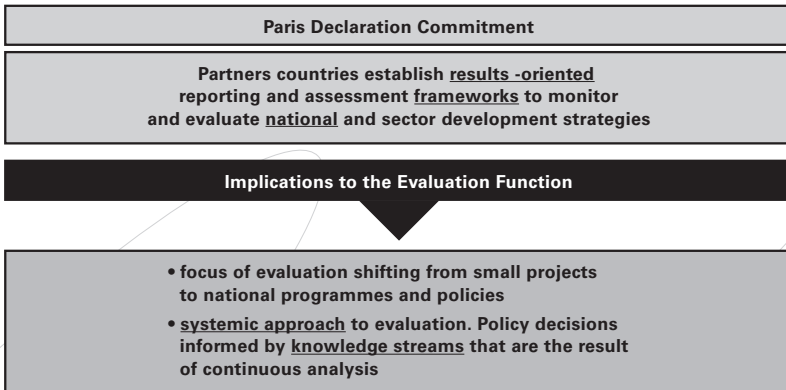 Paris Declaration Commitment
Partners countries establish results -oriented
reporting and assessment frameworks to monitor
and evaluate national and sector development strategies
Implications to the Evaluation Function
• focus of evaluation shifting from small projects
to national programmes and policies
• systemic approach to evaluation. Policy decisions
informed by knowledge streams that are the result
of continuous analysis